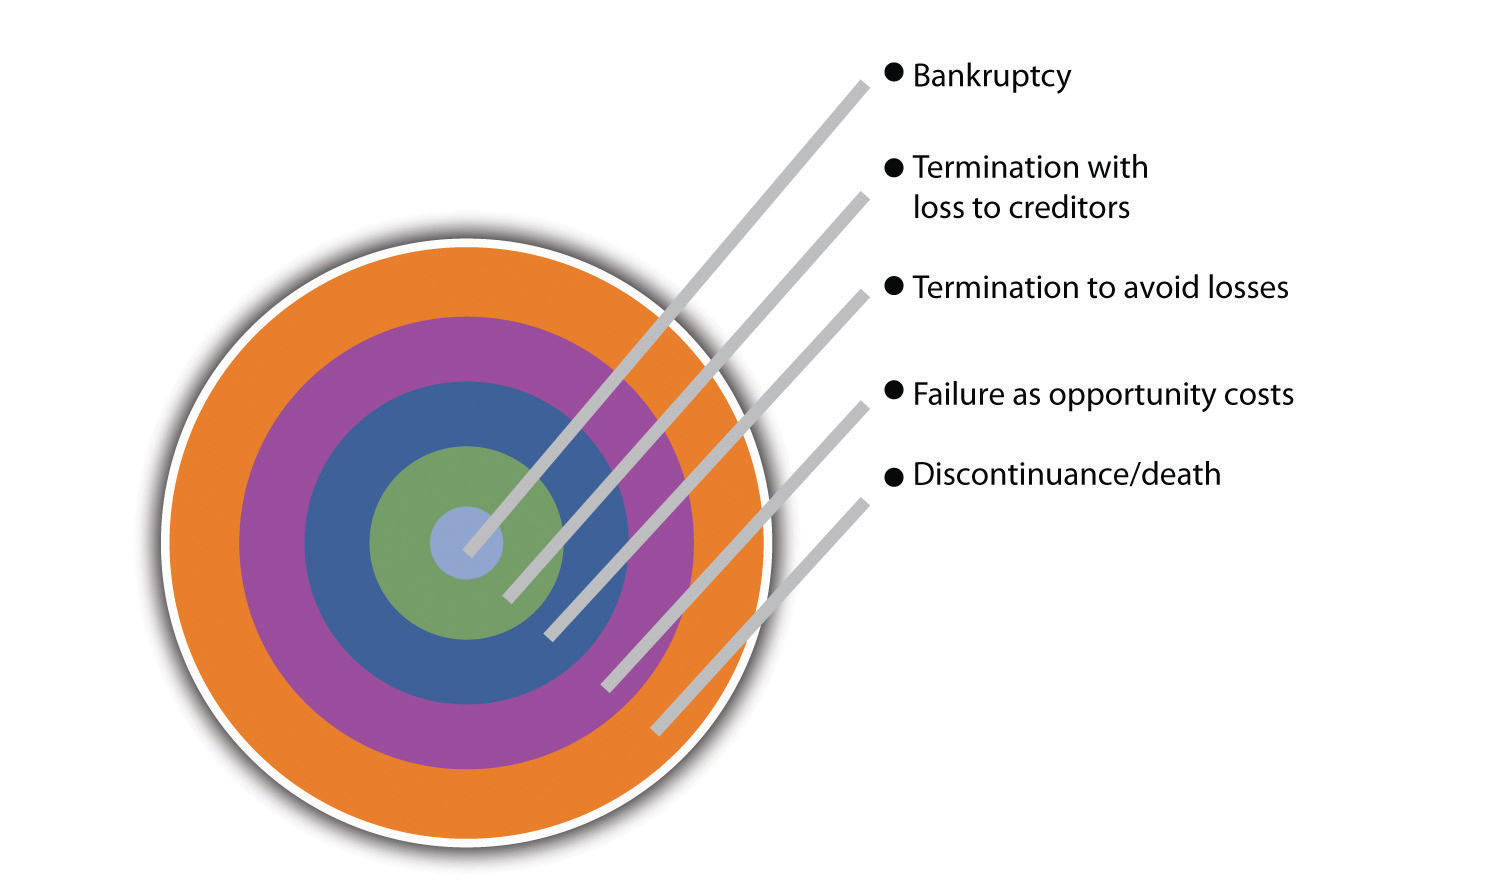 ● Bankruptcy
● Termination with
loss to creditors
● Termination to avoid losses
● Failure as opportunity costs
● Discontinuance/death